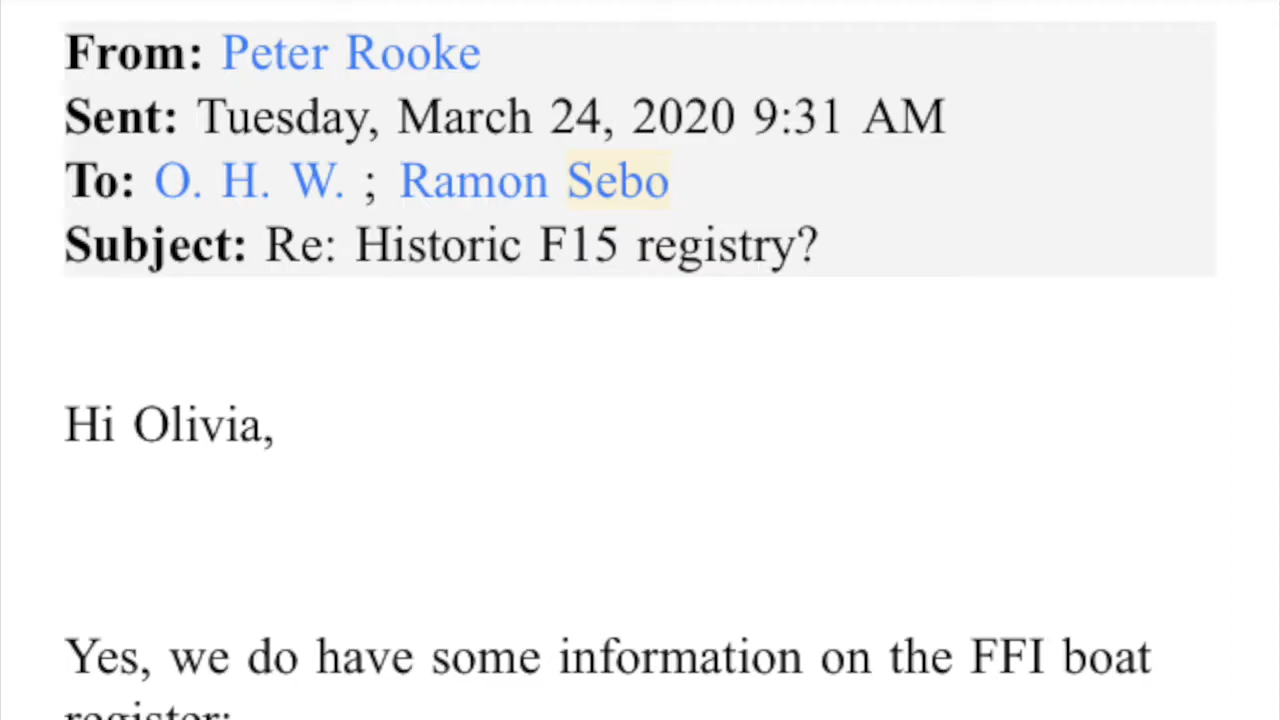 From: Peter Rooke
Sent: Tuesday, March 24, 2020 9:31 AM
To: O. H. W. ; Ramon Sebo
Subject: Re: Historic F15 registry?
Hi Olivia,
Yes, we do have some information on the FFI boat
register: